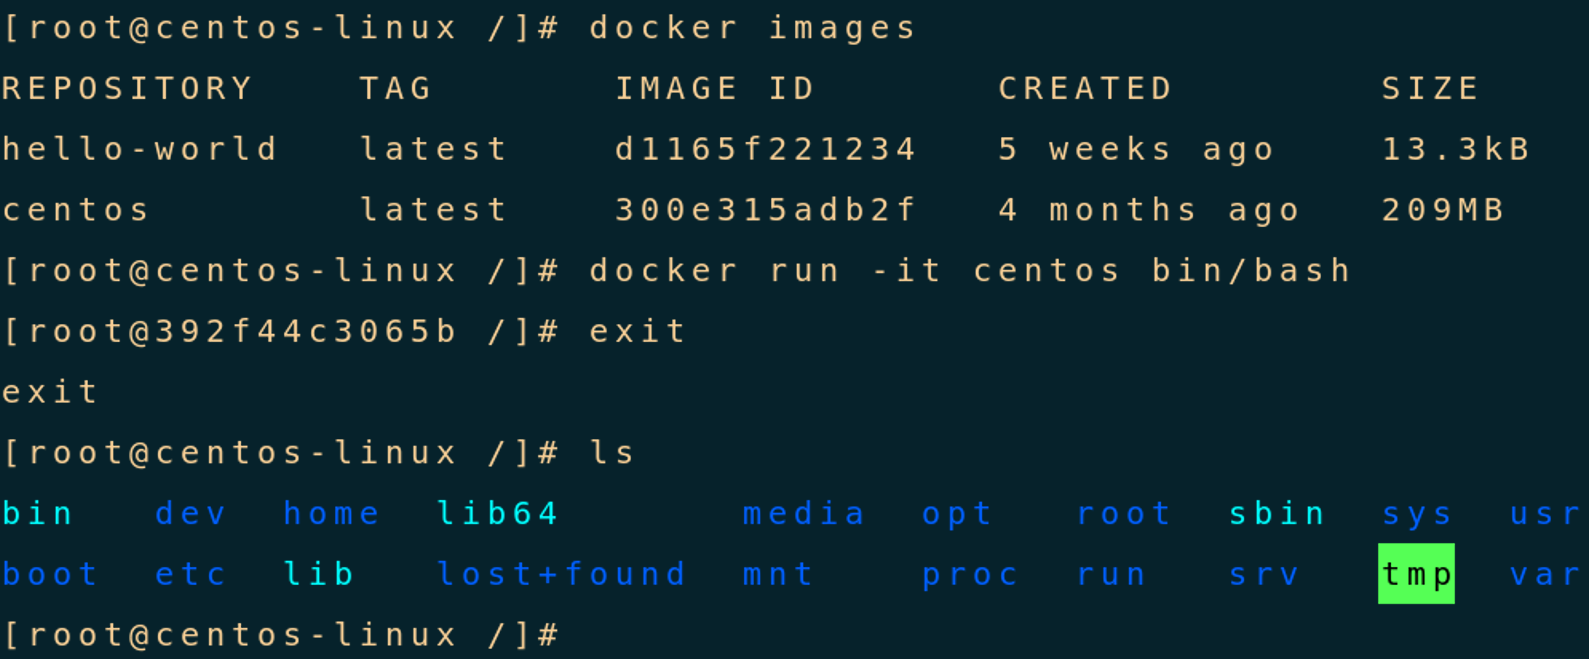 [root@centos-linux /]# docker images
REPOSITORY    TAG       IMAGE ID       CREATED        SIZE
hello-world   latest    d1165f221234   5 weeks ago    13.3kB
centos        latest    300e315adb2f   4 months ago   209MB
[root@centos-linux /]# docker run -it centos bin/bash
[root@392f44c3065b /]# exit
exit
[root@centos-linux /]# ls
bin   dev  home  lib64       media  opt   root  sbin  sys  usr
boot  etc  lib   lost+found  mnt    proc  run   srv   tmp  var
[root@centos-linux /]#